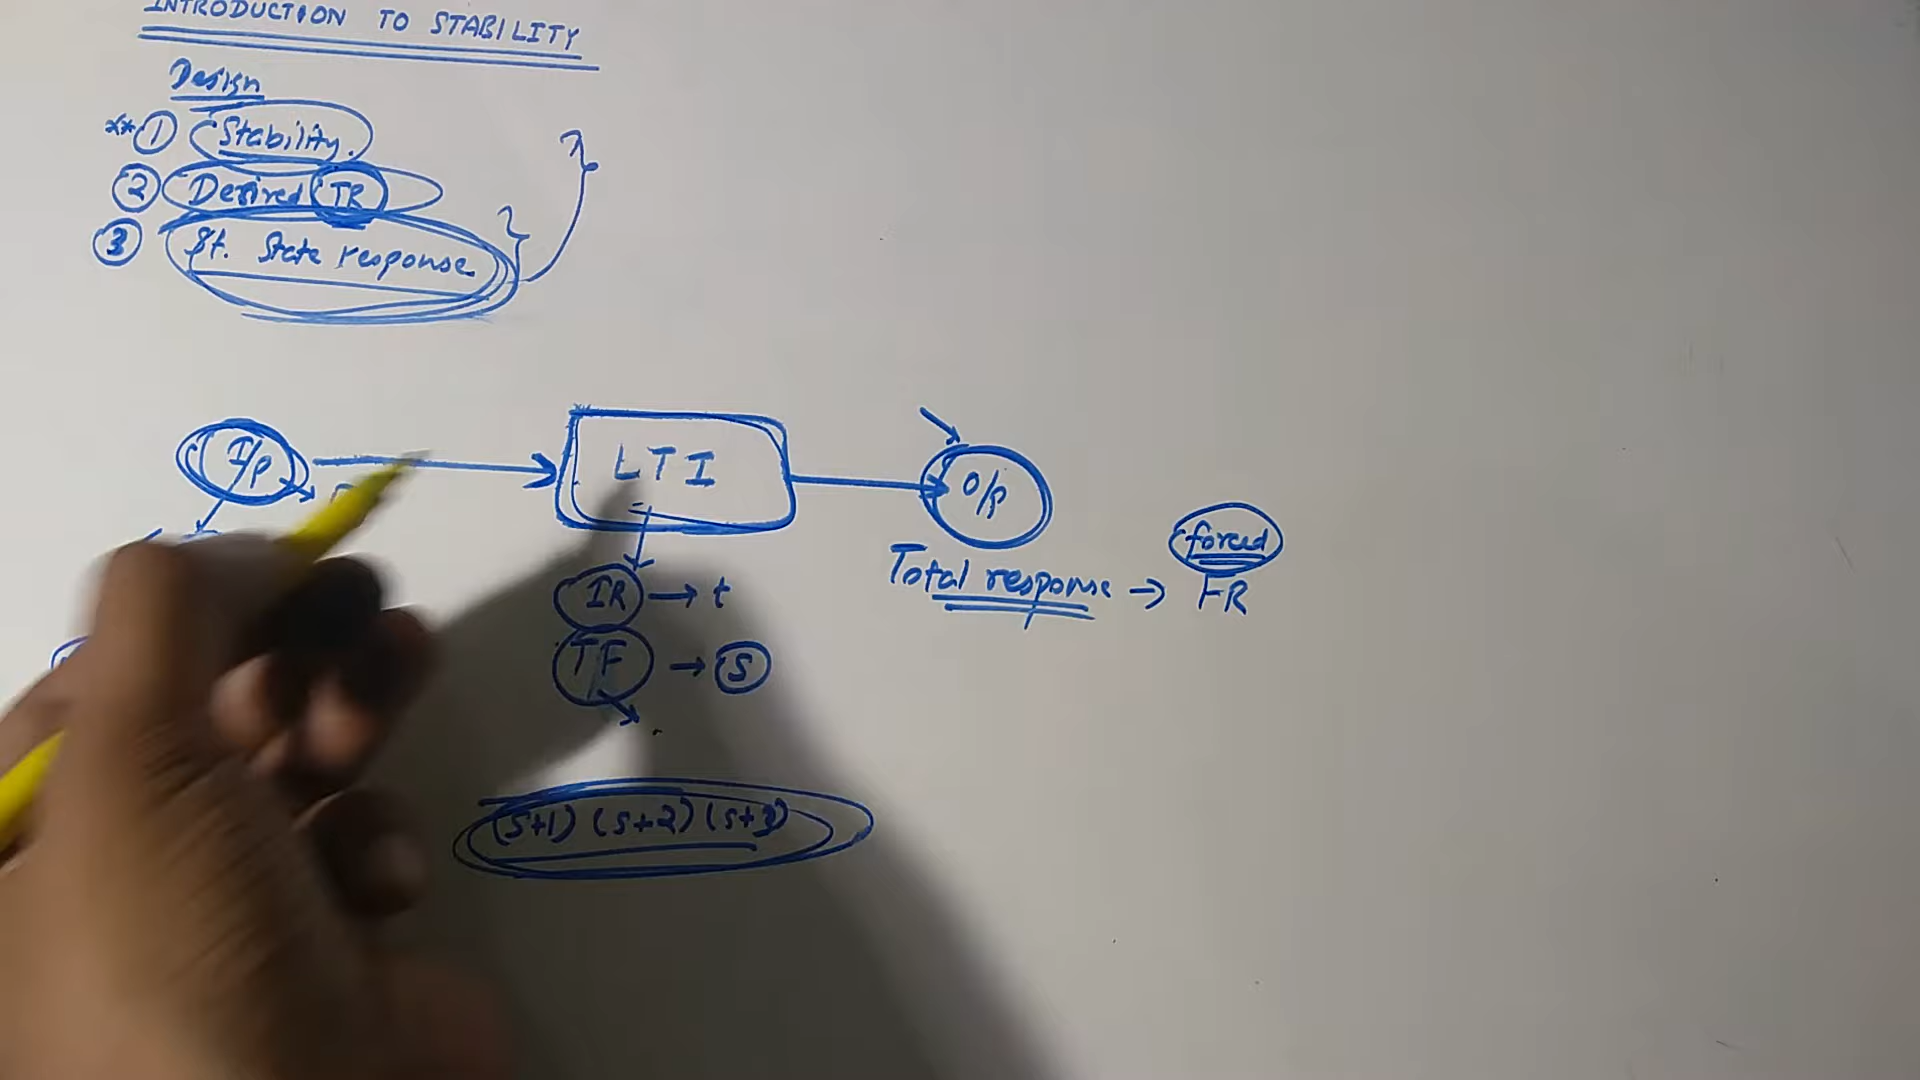 INTRODUCTION TO STABILITY
Design
** 1 Stability.
2 Desired TR
3 St. State response
I/p
LTI
O/p
forced
Total response → FR
IR → t
TF → S
(S+1) (S+2) (S+3)